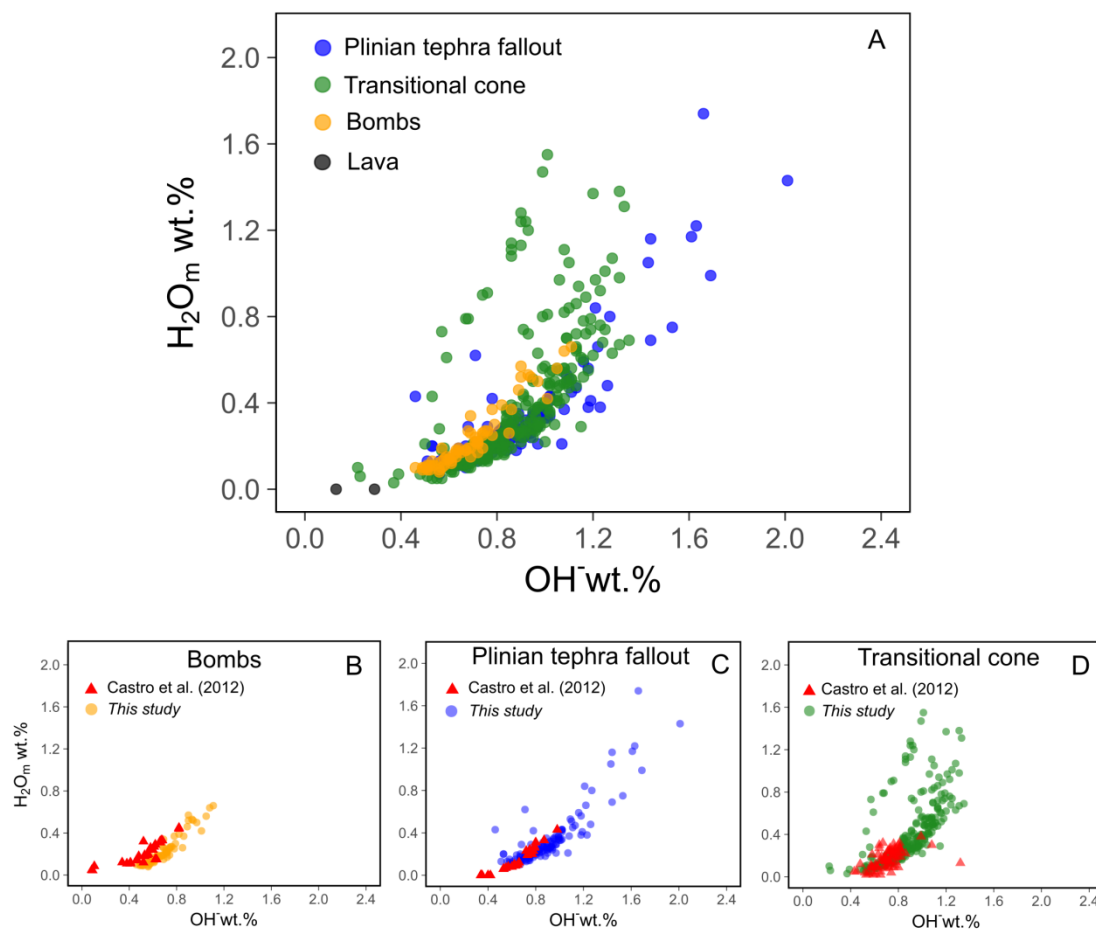 A
Plinian tephra fallout
Transitional cone
Bombs
Lava
H₂Oₘ wt.%
2.0
1.6
1.2
0.8
0.4
0.0
0.0 0.4 0.8 1.2 1.6 2.0 2.4
OH⁻wt.%
Bombs B
Castro et al. (2012)
This study
H₂Oₘ wt.%
2.0
1.6
1.2
0.8
0.4
0.0
0.0 0.4 0.8 1.2 1.6 2.0 2.4
OH⁻wt.%
Plinian tephra fallout C
Castro et al. (2012)
This study
2.0
1.6
1.2
0.8
0.4
0.0
0.0 0.4 0.8 1.2 1.6 2.0 2.4
OH⁻wt.%
Transitional cone D
Castro et al. (2012)
This study
2.0
1.6
1.2
0.8
0.4
0.0
0.0 0.4 0.8 1.2 1.6 2.0 2.4
OH⁻wt.%